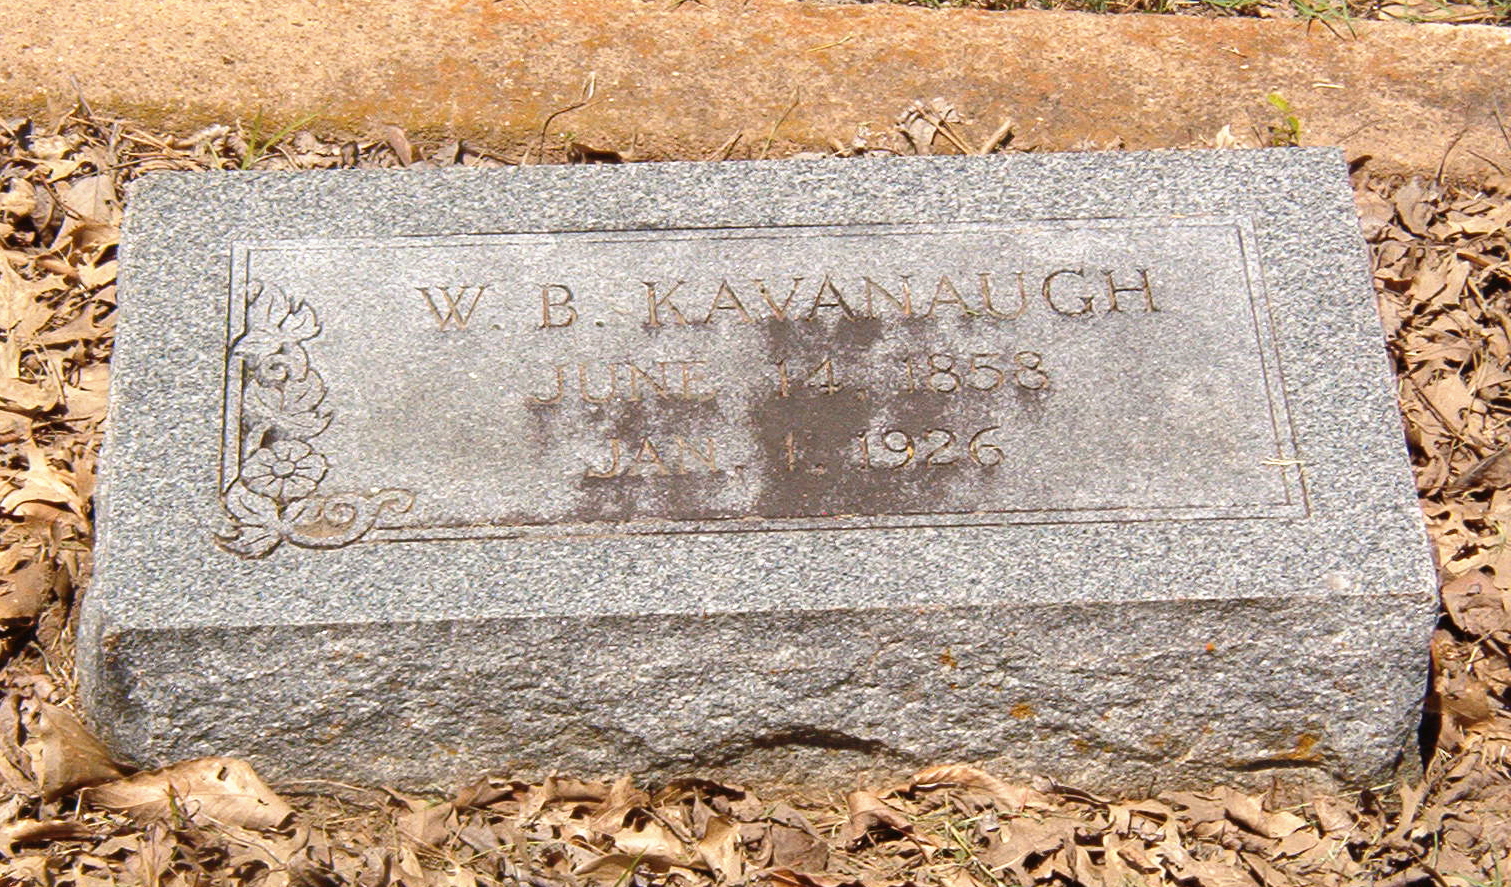 W. B. KAVANAUGH
JUNE 14, 1858
JAN. 1, 1926